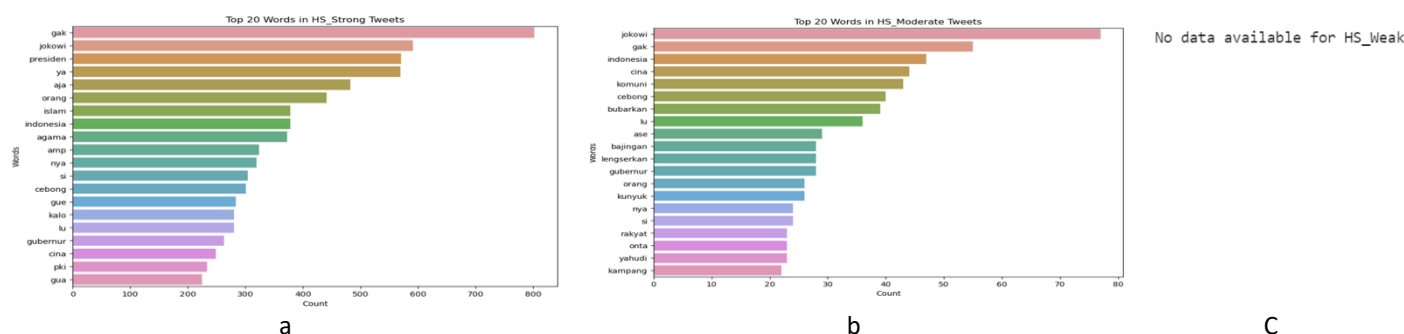 Top 20 Words in HS_Strong Tweets
gak
jokowi
presiden
ya
aja
orang
islam
indonesia
agama
amp
nya
si
cebong
gue
kalo
lu
gubernur
cina
pki
gua
Words
0 100 200 300 400 500 600 700 800
Count
a
Top 20 Words in HS_Moderate Tweets
jokowi
gak
indonesia
cina
komuni
cebong
bubarkan
lu
ase
bajingan
lengserkan
gubernur
orang
kunyuk
nya
si
rakyat
onta
yahudi
kampang
Words
0 10 20 30 40 50 60 70 80
Count
b
No data available for HS_Weak
C